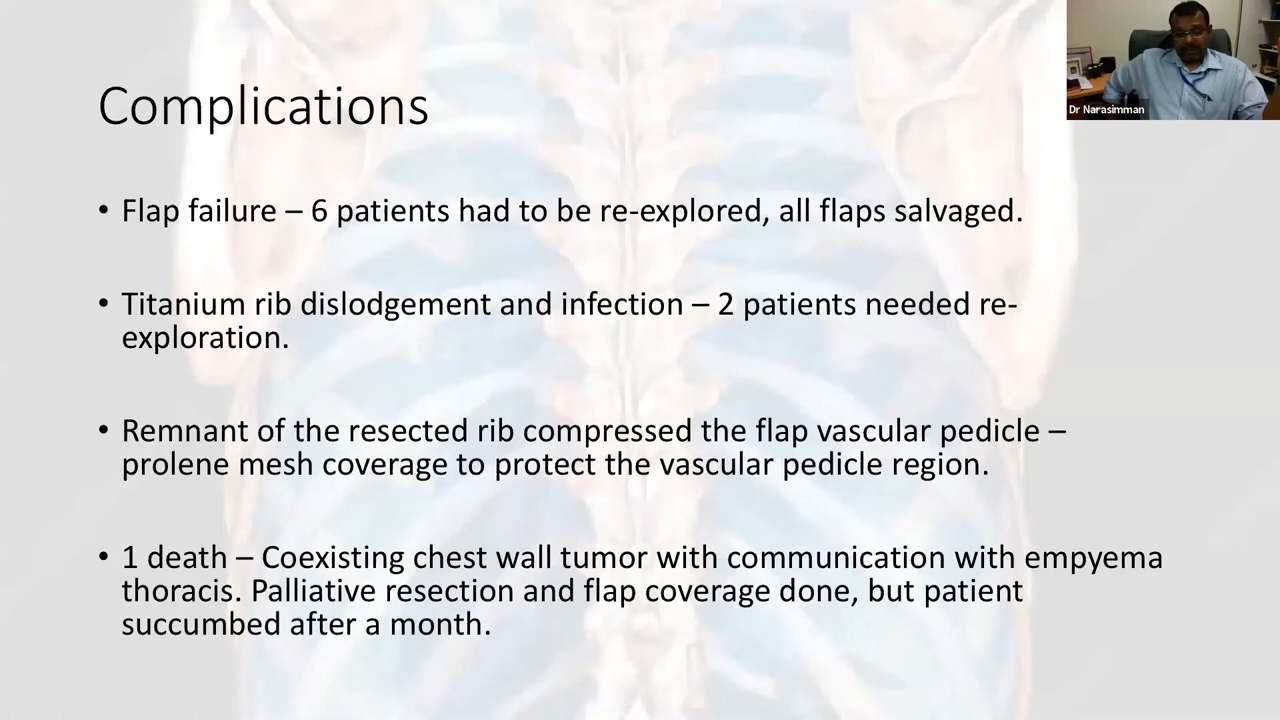 Dr Narasimman
Complications
• Flap failure – 6 patients had to be re-explored, all flaps salvaged.
• Titanium rib dislodgement and infection – 2 patients needed re-
exploration.
• Remnant of the resected rib compressed the flap vascular pedicle –
prolene mesh coverage to protect the vascular pedicle region.
• 1 death – Coexisting chest wall tumor with communication with empyema
thoracis. Palliative resection and flap coverage done, but patient
succumbed after a month.